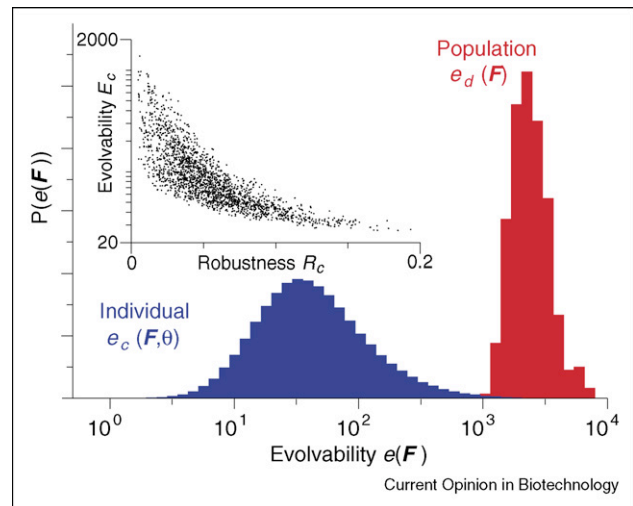 2000
Evolvability E_c
20
0
Robustness R_c
0.2
Population
e_d (F)
P(e(F))
Individual
e_c (F,θ)
10^0
10^1
10^2
10^3
10^4
Evolvability e(F)
Current Opinion in Biotechnology